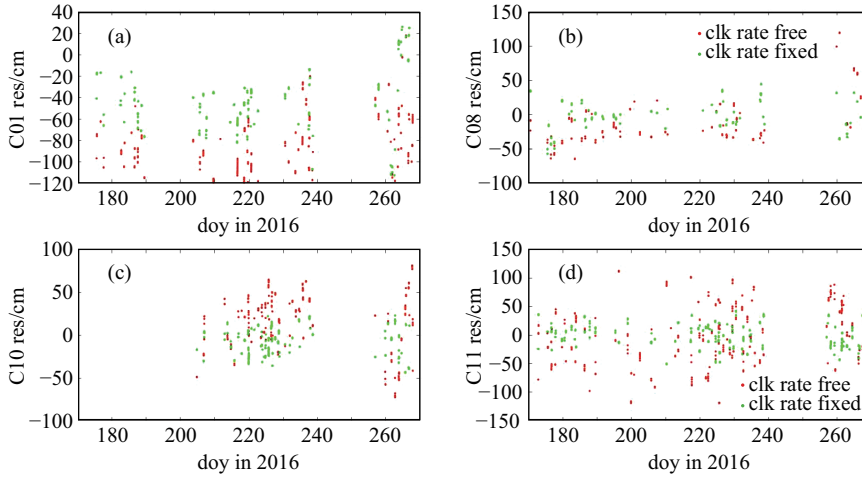 40
20
0
−20
−40
−60
−80
−100
−120
C01 res/cm
(a)
180 200 220 240 260
doy in 2016
150
100
50
0
−50
−100
C08 res/cm
(b)
clk rate free
clk rate fixed
180 200 220 240 260
doy in 2016
100
50
0
−50
−100
C10 res/cm
(c)
180 200 220 240 260
doy in 2016
150
100
50
0
−50
−100
−150
C11 res/cm
(d)
clk rate free
clk rate fixed
180 200 220 240 260
doy in 2016